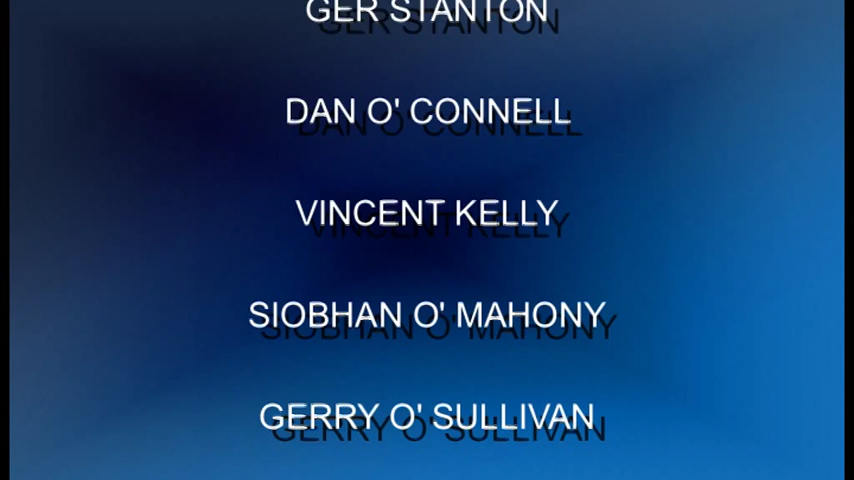 GER STANTON
DAN O' CONNELL
VINCENT KELLY
SIOBHAN O' MAHONY
GERRY O' SULLIVAN